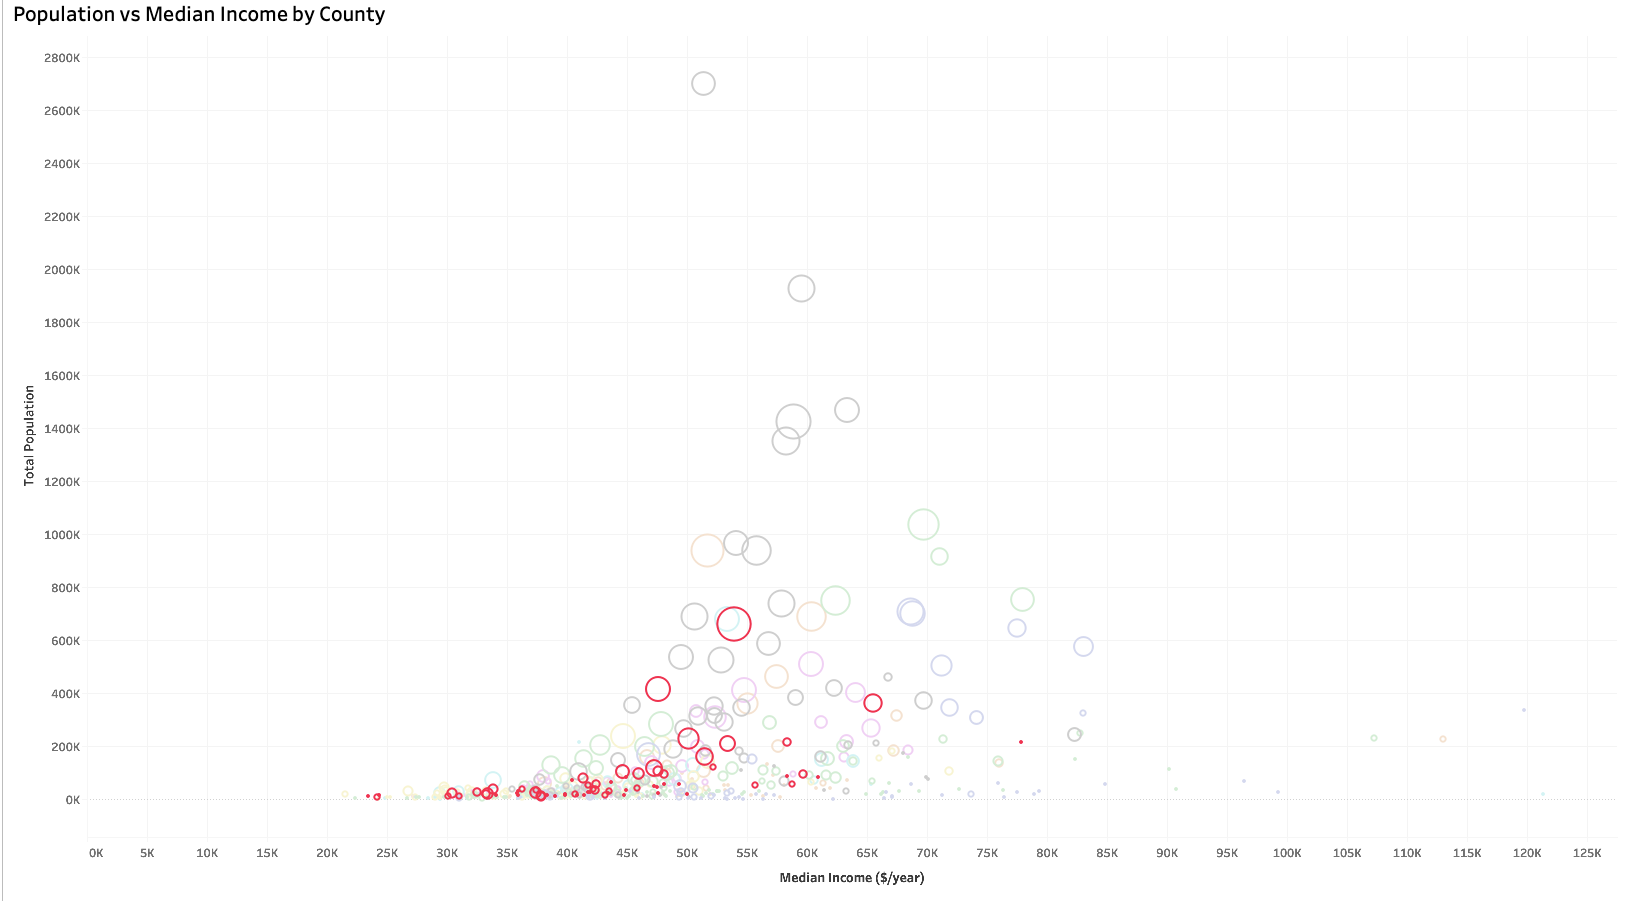 Population vs Median Income by County
2800K
2600K
2400K
2200K
2000K
1800K
1600K
1400K
1200K
1000K
800K
600K
400K
200K
0K
Total Population
0K 5K 10K 15K 20K 25K 30K 35K 40K 45K 50K 55K 60K 65K 70K 75K 80K 85K 90K 95K 100K 105K 110K 115K 120K 125K
Median Income ($/year)